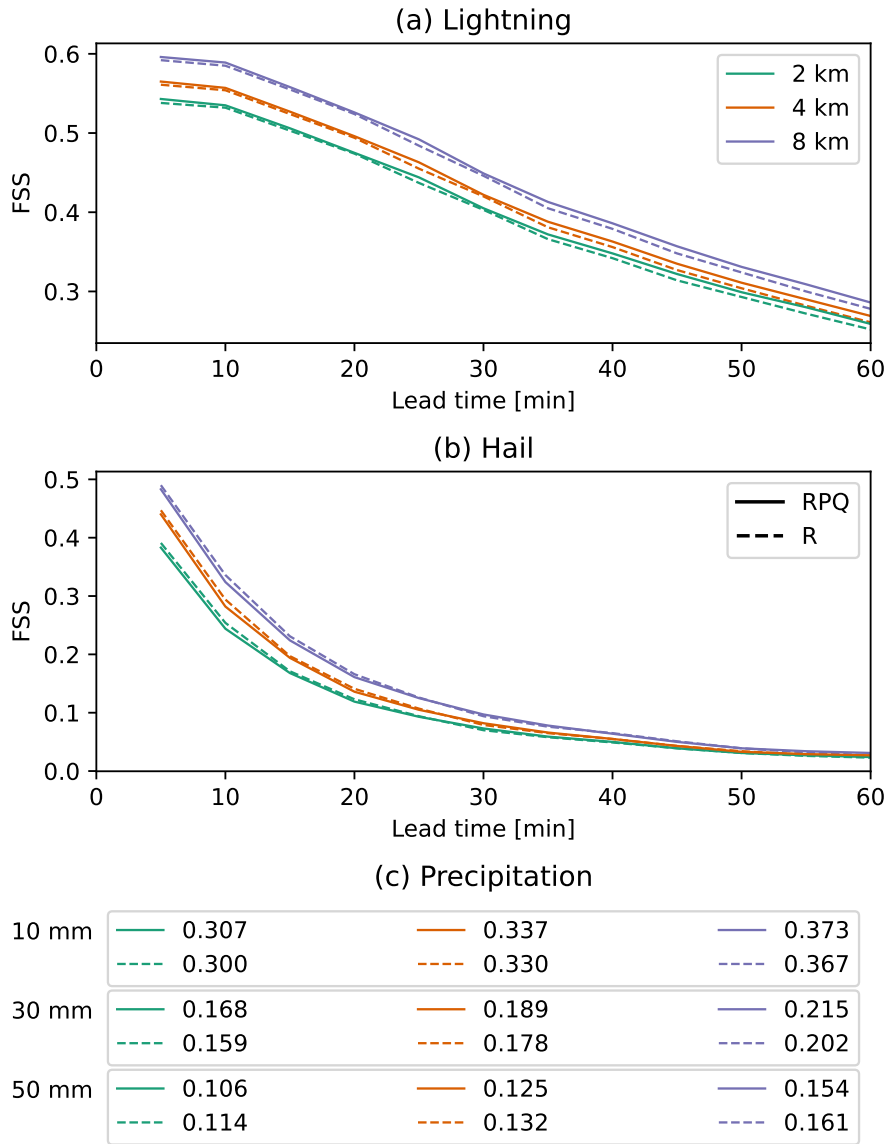 (a) Lightning
0.6
0.5
0.4
0.3
FSS
2 km
4 km
8 km
0 10 20 30 40 50 60
Lead time [min]
(b) Hail
0.5
0.4
0.3
0.2
0.1
0.0
FSS
RPQ
R
0 10 20 30 40 50 60
Lead time [min]
(c) Precipitation
10 mm 0.307 0.337 0.373
0.300 0.330 0.367
30 mm 0.168 0.189 0.215
0.159 0.178 0.202
50 mm 0.106 0.125 0.154
0.114 0.132 0.161